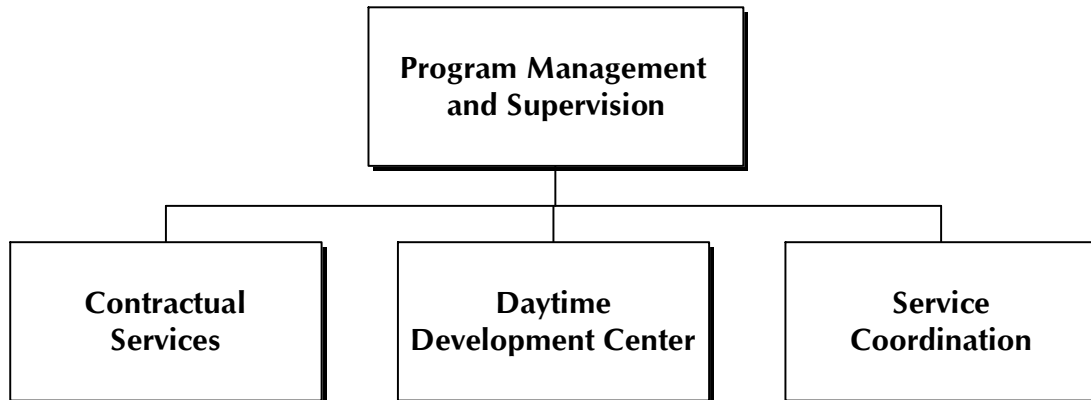 Program Management
and Supervision
Contractual
Services
Daytime
Development Center
Service
Coordination